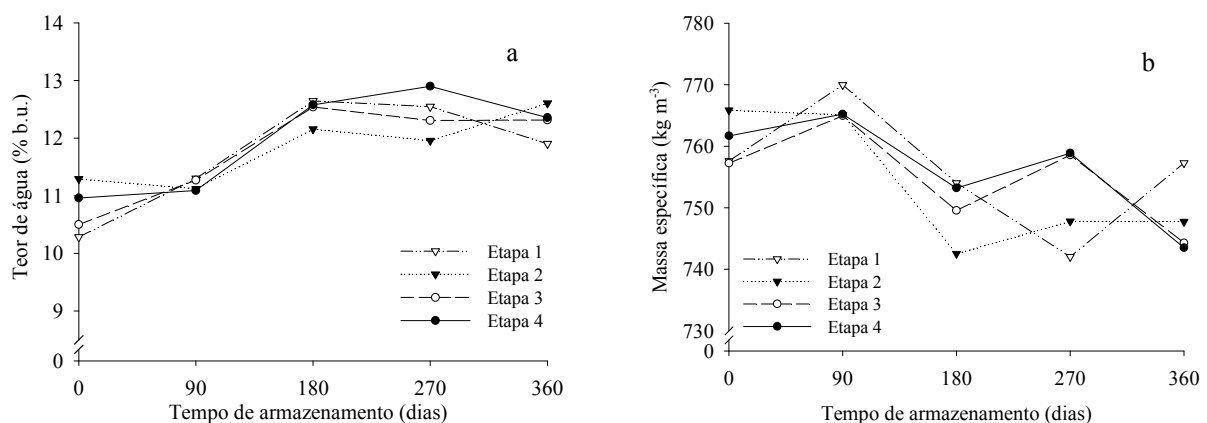 a
Teor de água (% b.u.)
14
13
12
11
10
9
0
Etapa 1
Etapa 2
Etapa 3
Etapa 4
0 90 180 270 360
Tempo de armazenamento (dias)
b
Massa específica (kg m⁻³)
780
770
760
750
740
730
0
Etapa 1
Etapa 2
Etapa 3
Etapa 4
0 90 180 270 360
Tempo de armazenamento (dias)